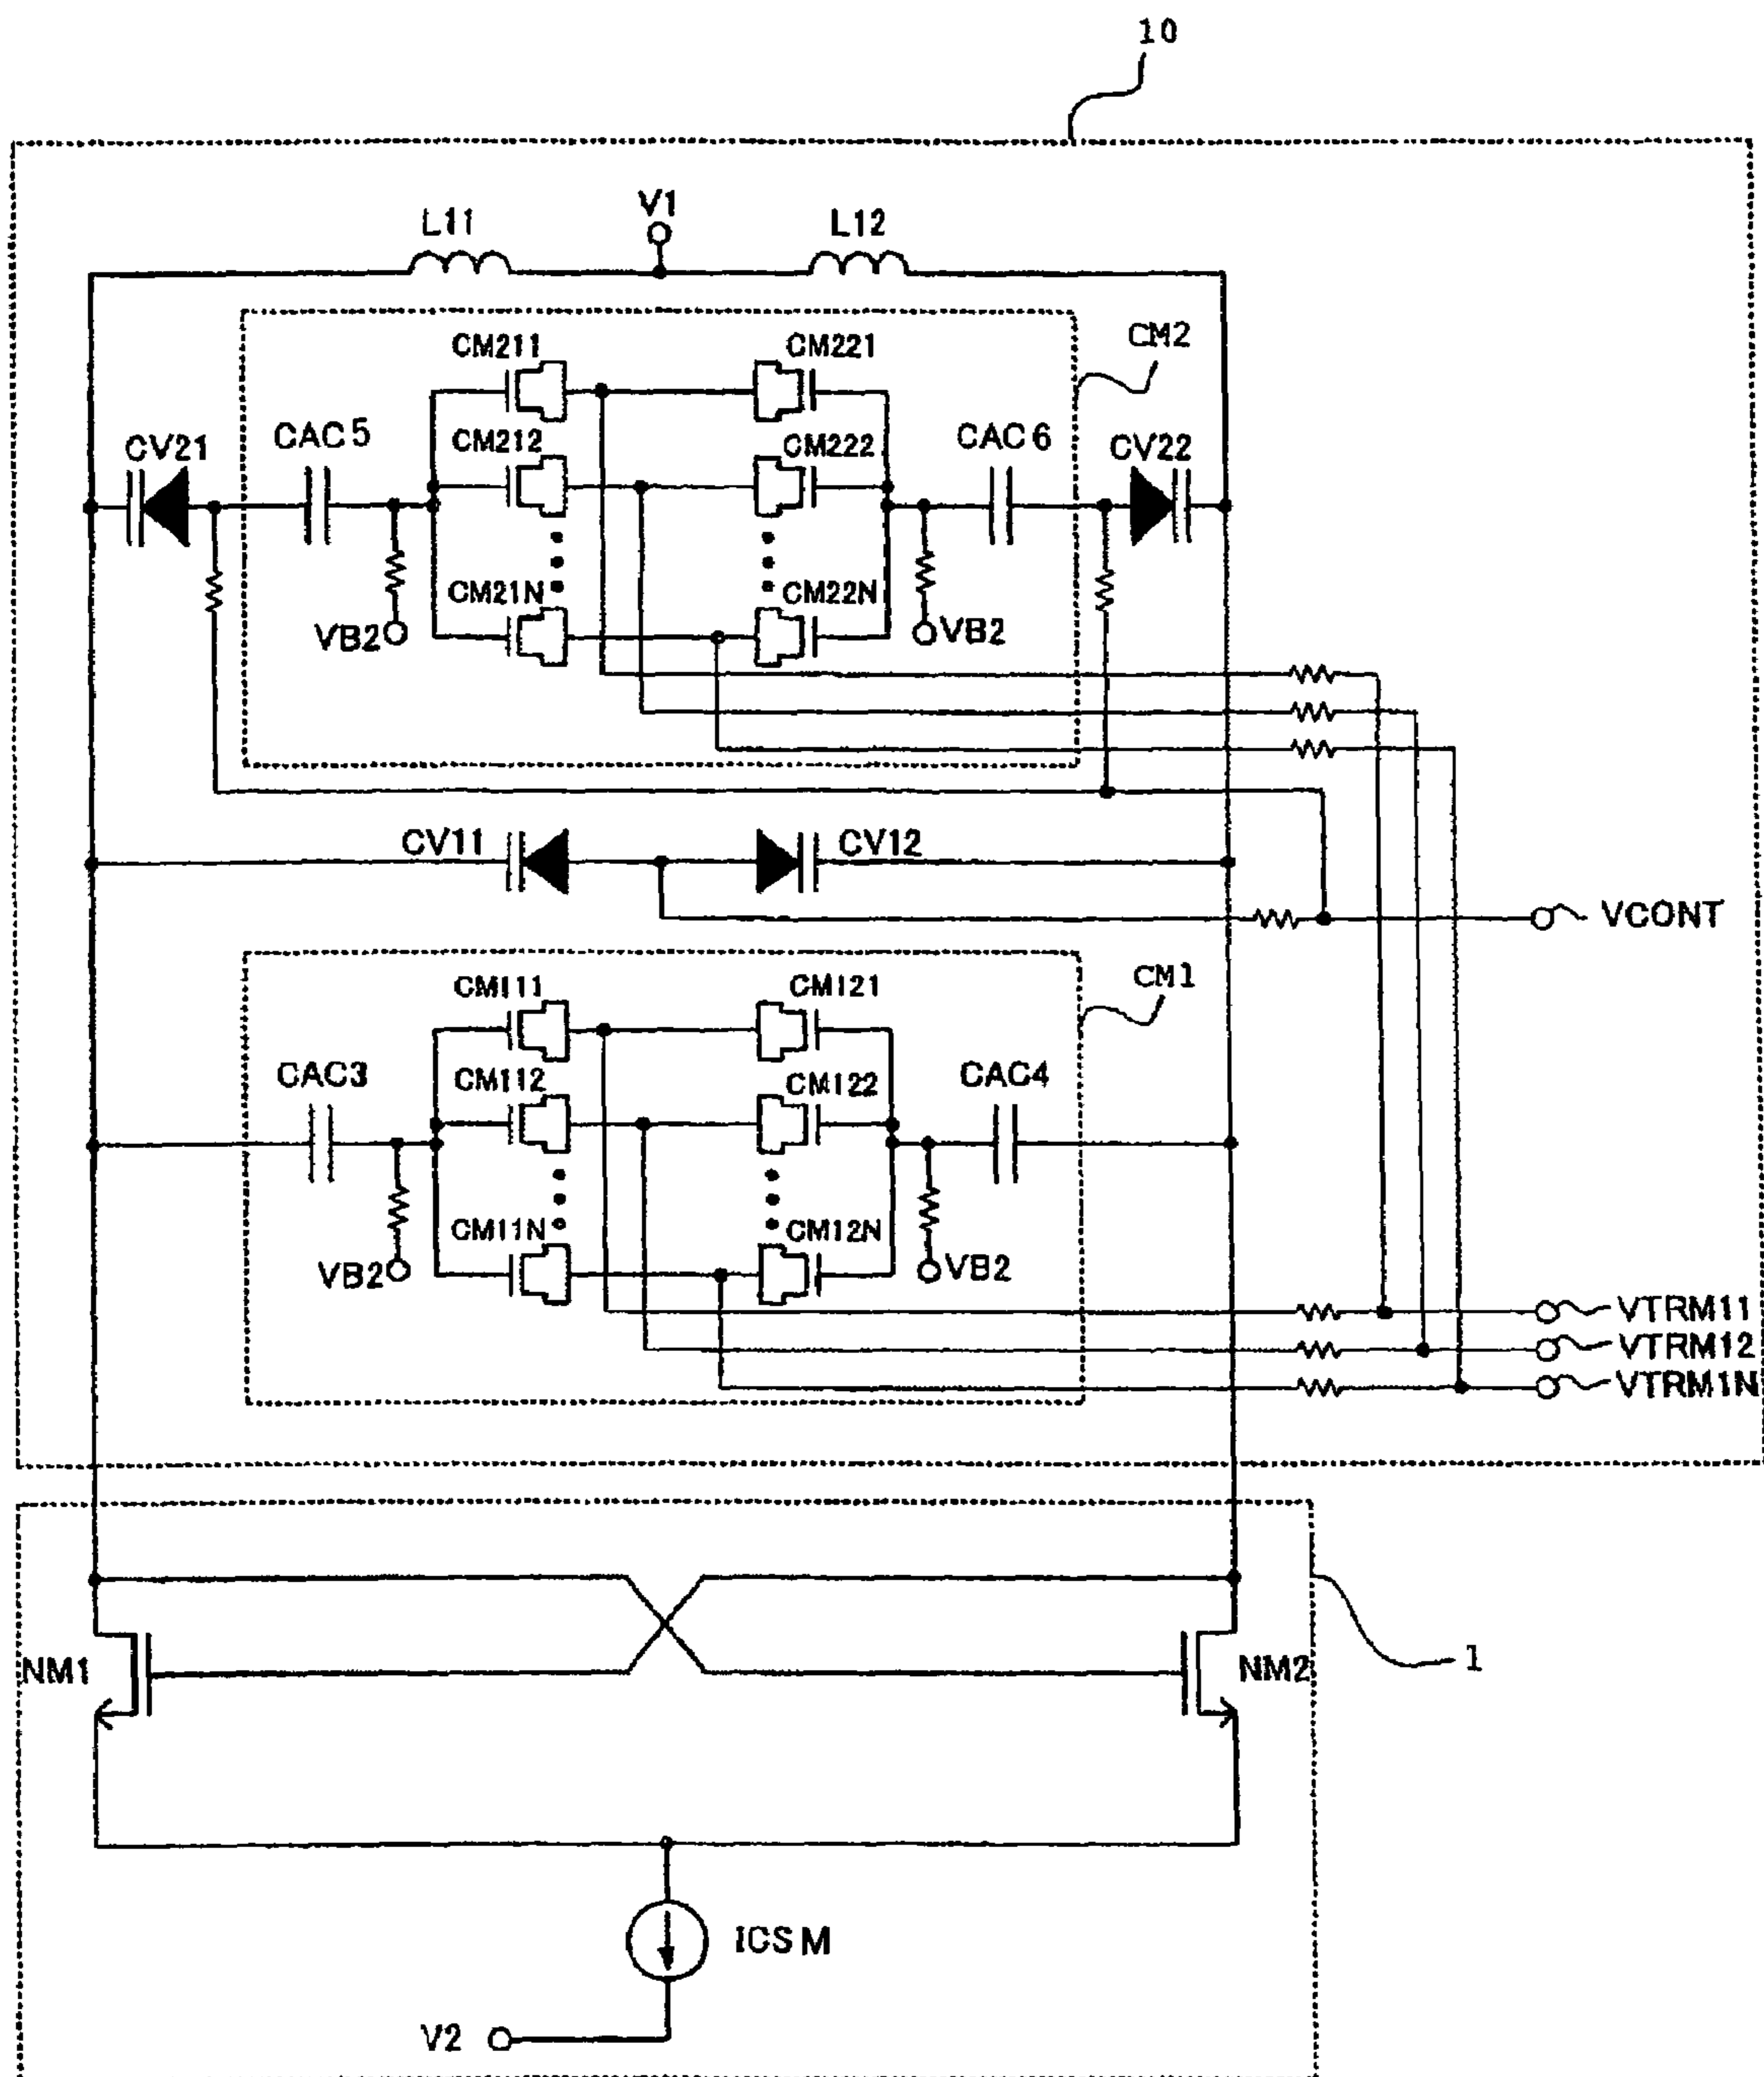 10
V1
L11
L12
CM211
CM221
CM2
CV21
CAC5
CM212
CM222
CAC6
CV22
CM21N
CM22N
VB2
VB2
CV11
CV12
VCONT
CM111
CM121
CM1
CAC3
CM112
CM122
CAC4
CM11N
CM12N
VB2
VB2
VTRM11
VTRM12
VTRM1N
NM1
NM2
1
ICSM
V2